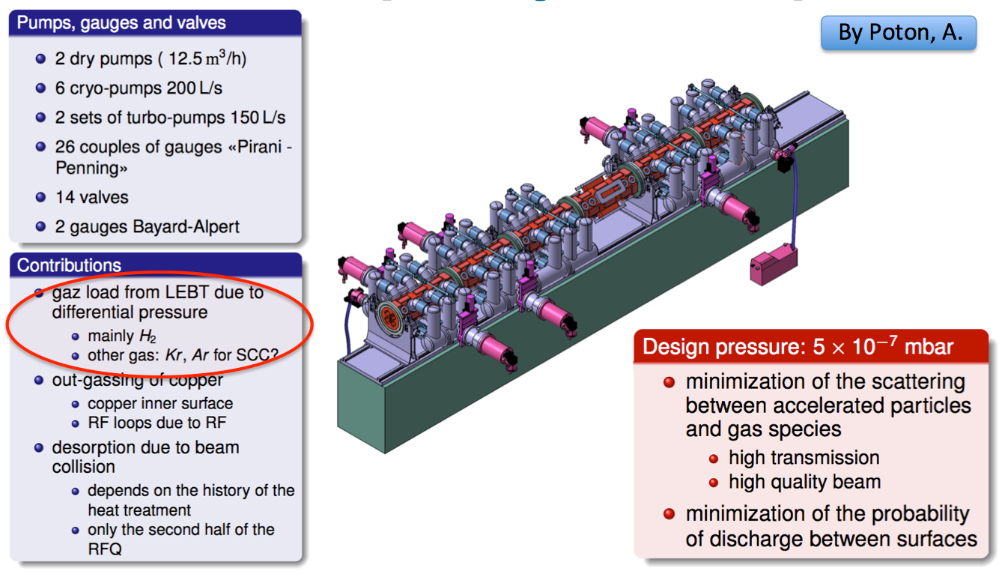 By Poton, A.
Pumps, gauges and valves
2 dry pumps ( 12.5 m³/h)
6 cryo-pumps 200 L/s
2 sets of turbo-pumps 150 L/s
26 couples of gauges «Pirani -
Penning»
14 valves
2 gauges Bayard-Alpert
Contributions
gaz load from LEBT due to
differential pressure
mainly H₂
other gas: Kr, Ar for SCC?
out-gassing of copper
copper inner surface
RF loops due to RF
desorption due to beam
collision
depends on the history of the
heat treatment
only the second half of the
RFQ
Design pressure: 5 × 10⁻⁷ mbar
minimization of the scattering
between accelerated particles
and gas species
high transmission
high quality beam
minimization of the probability
of discharge between surfaces